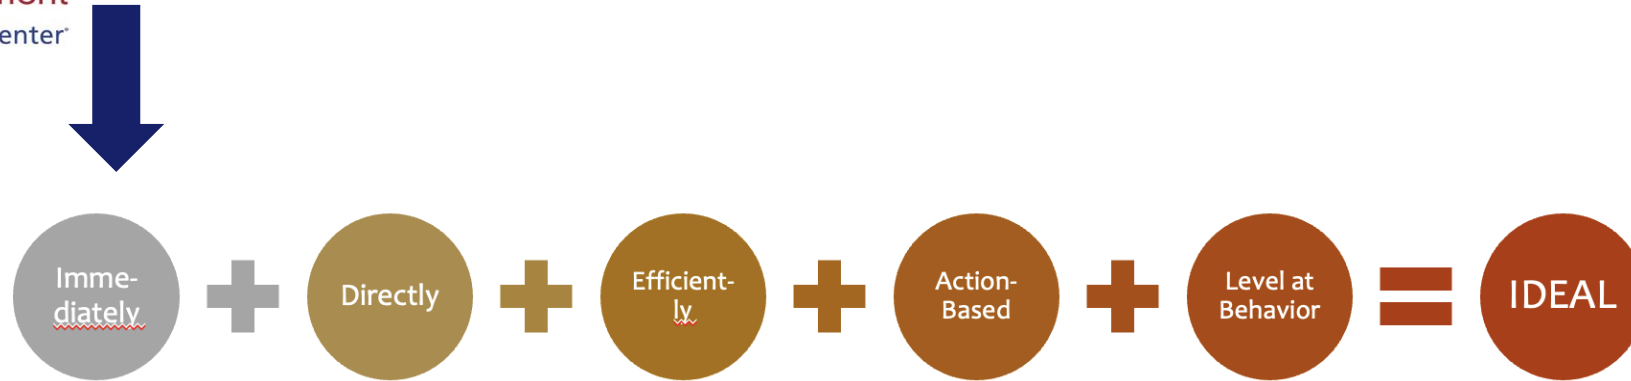 enter
Imme-
diately
Directly
Efficient-
ly
Action-
Based
Level at
Behavior
IDEAL